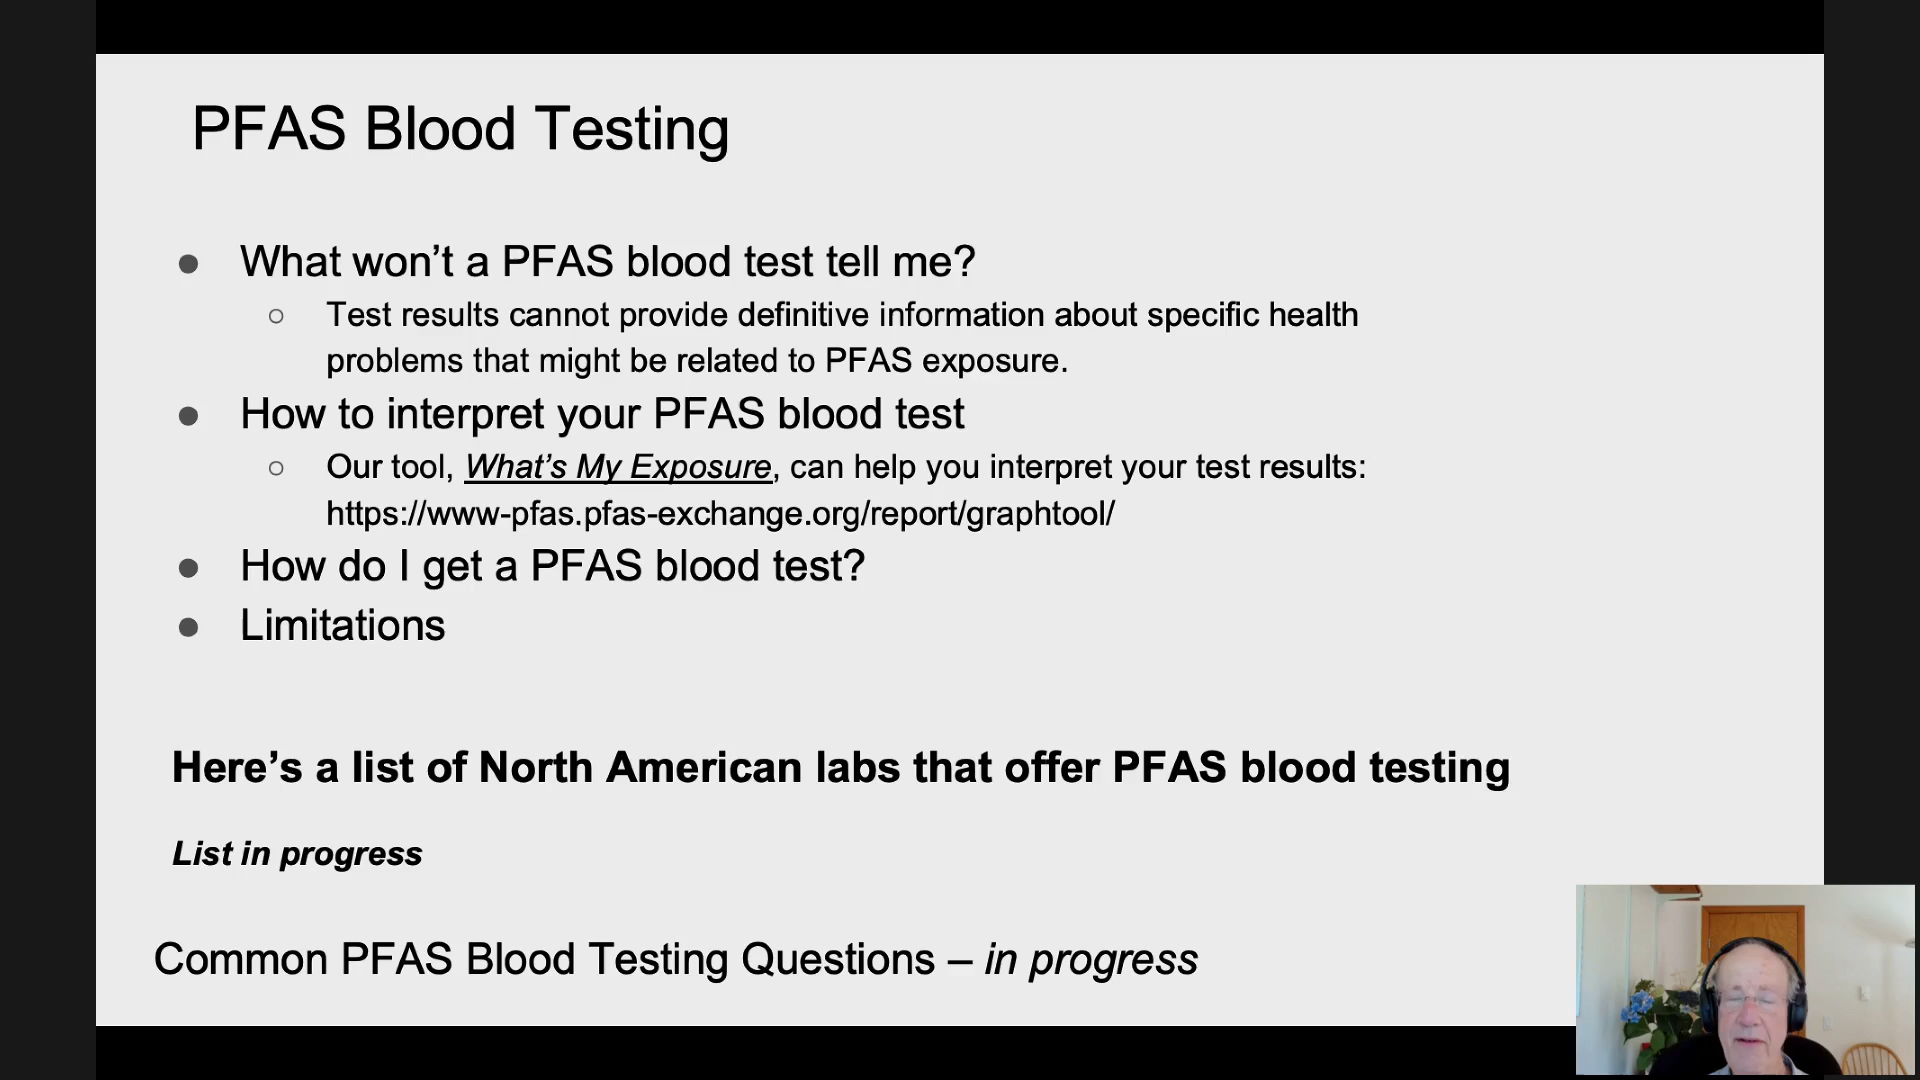 PFAS Blood Testing
● What won’t a PFAS blood test tell me?
○ Test results cannot provide definitive information about specific health
problems that might be related to PFAS exposure.
● How to interpret your PFAS blood test
○ Our tool, What’s My Exposure, can help you interpret your test results:
https://www-pfas.pfas-exchange.org/report/graphtool/
● How do I get a PFAS blood test?
● Limitations
Here’s a list of North American labs that offer PFAS blood testing
List in progress
Common PFAS Blood Testing Questions – in progress